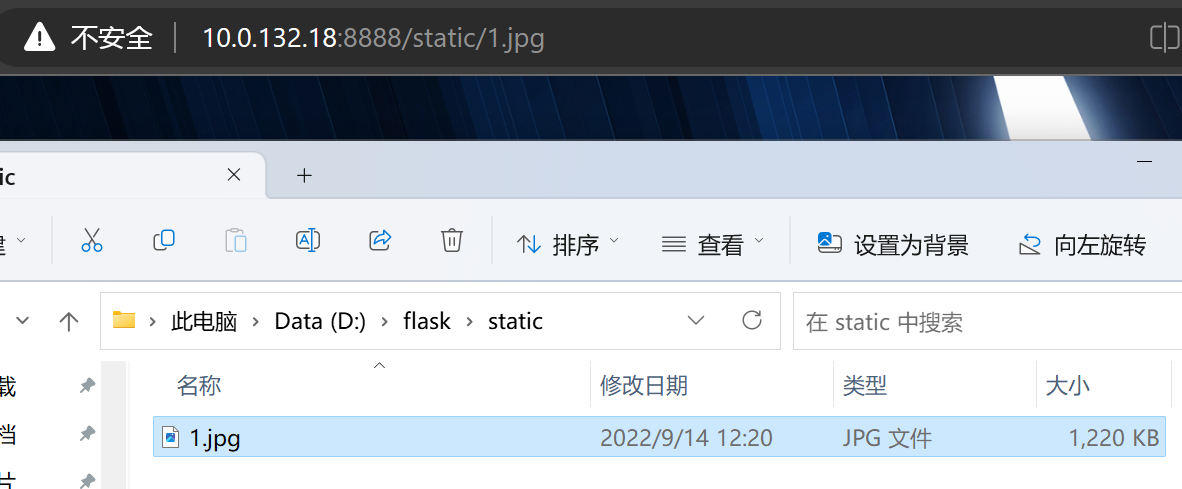 不安全 10.0.132.18:8888/static/1.jpg
ic
建 排序 查看 设置为背景 向左旋转
此电脑 > Data (D:) > flask > static 在 static 中搜索
载 名称 修改日期 类型 大小
档 1.jpg 2022/9/14 12:20 JPG 文件 1,220 KB
片